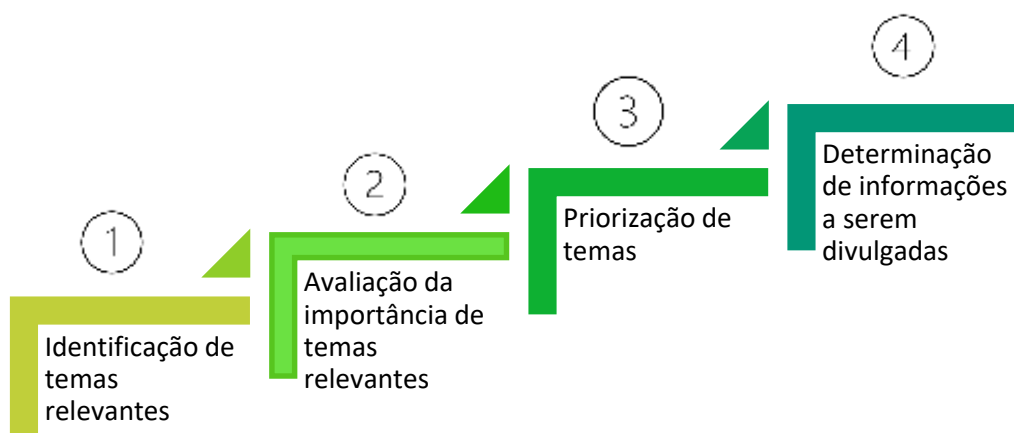 1
Identificação de
temas
relevantes
2
Avaliação da
importância de
temas
relevantes
3
Priorização de
temas
4
Determinação
de informações
a serem
divulgadas